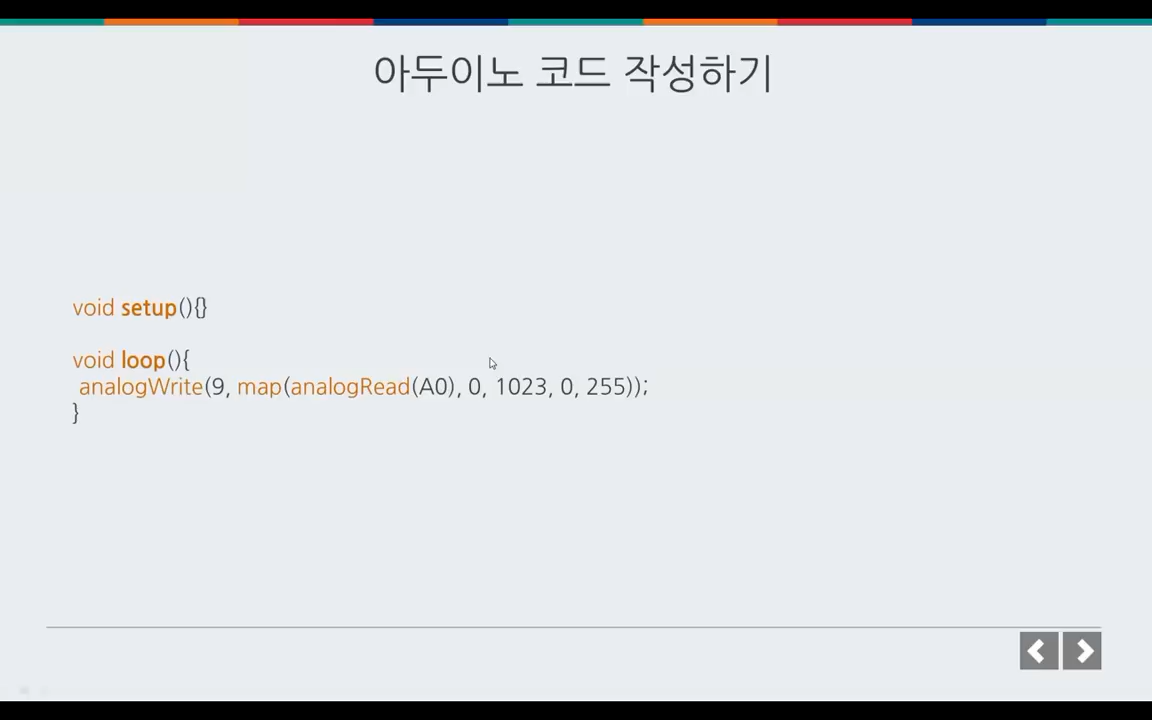 아두이노 코드 작성하기
void setup(){}
void loop(){
analogWrite(9, map(analogRead(A0), 0, 1023, 0, 255));
}